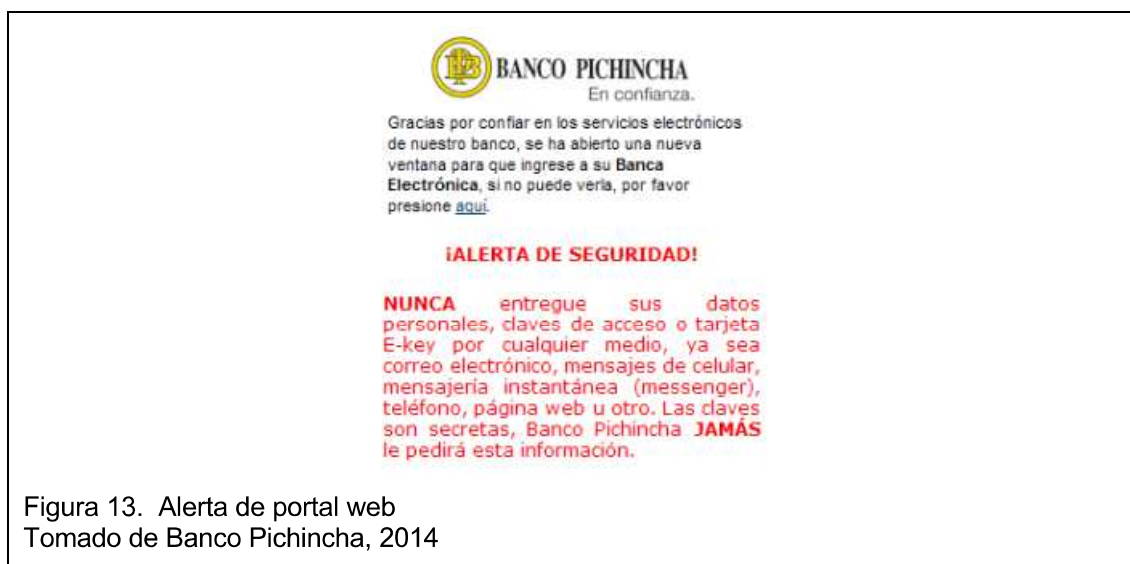 BANCO PICHINCHA
En confianza.
Gracias por confiar en los servicios electrónicos
de nuestro banco, se ha abierto una nueva
ventana para que ingrese a su Banca
Electrónica, si no puede verla, por favor
presione aquí.
¡ALERTA DE SEGURIDAD!
NUNCA entregue sus datos
personales, claves de acceso o tarjeta
E-key por cualquier medio, ya sea
correo electrónico, mensajes de celular,
mensajería instantánea (messenger),
teléfono, página web u otro. Las claves
son secretas, Banco Pichincha JAMÁS
le pedirá esta información.
Figura 13. Alerta de portal web
Tomado de Banco Pichincha, 2014